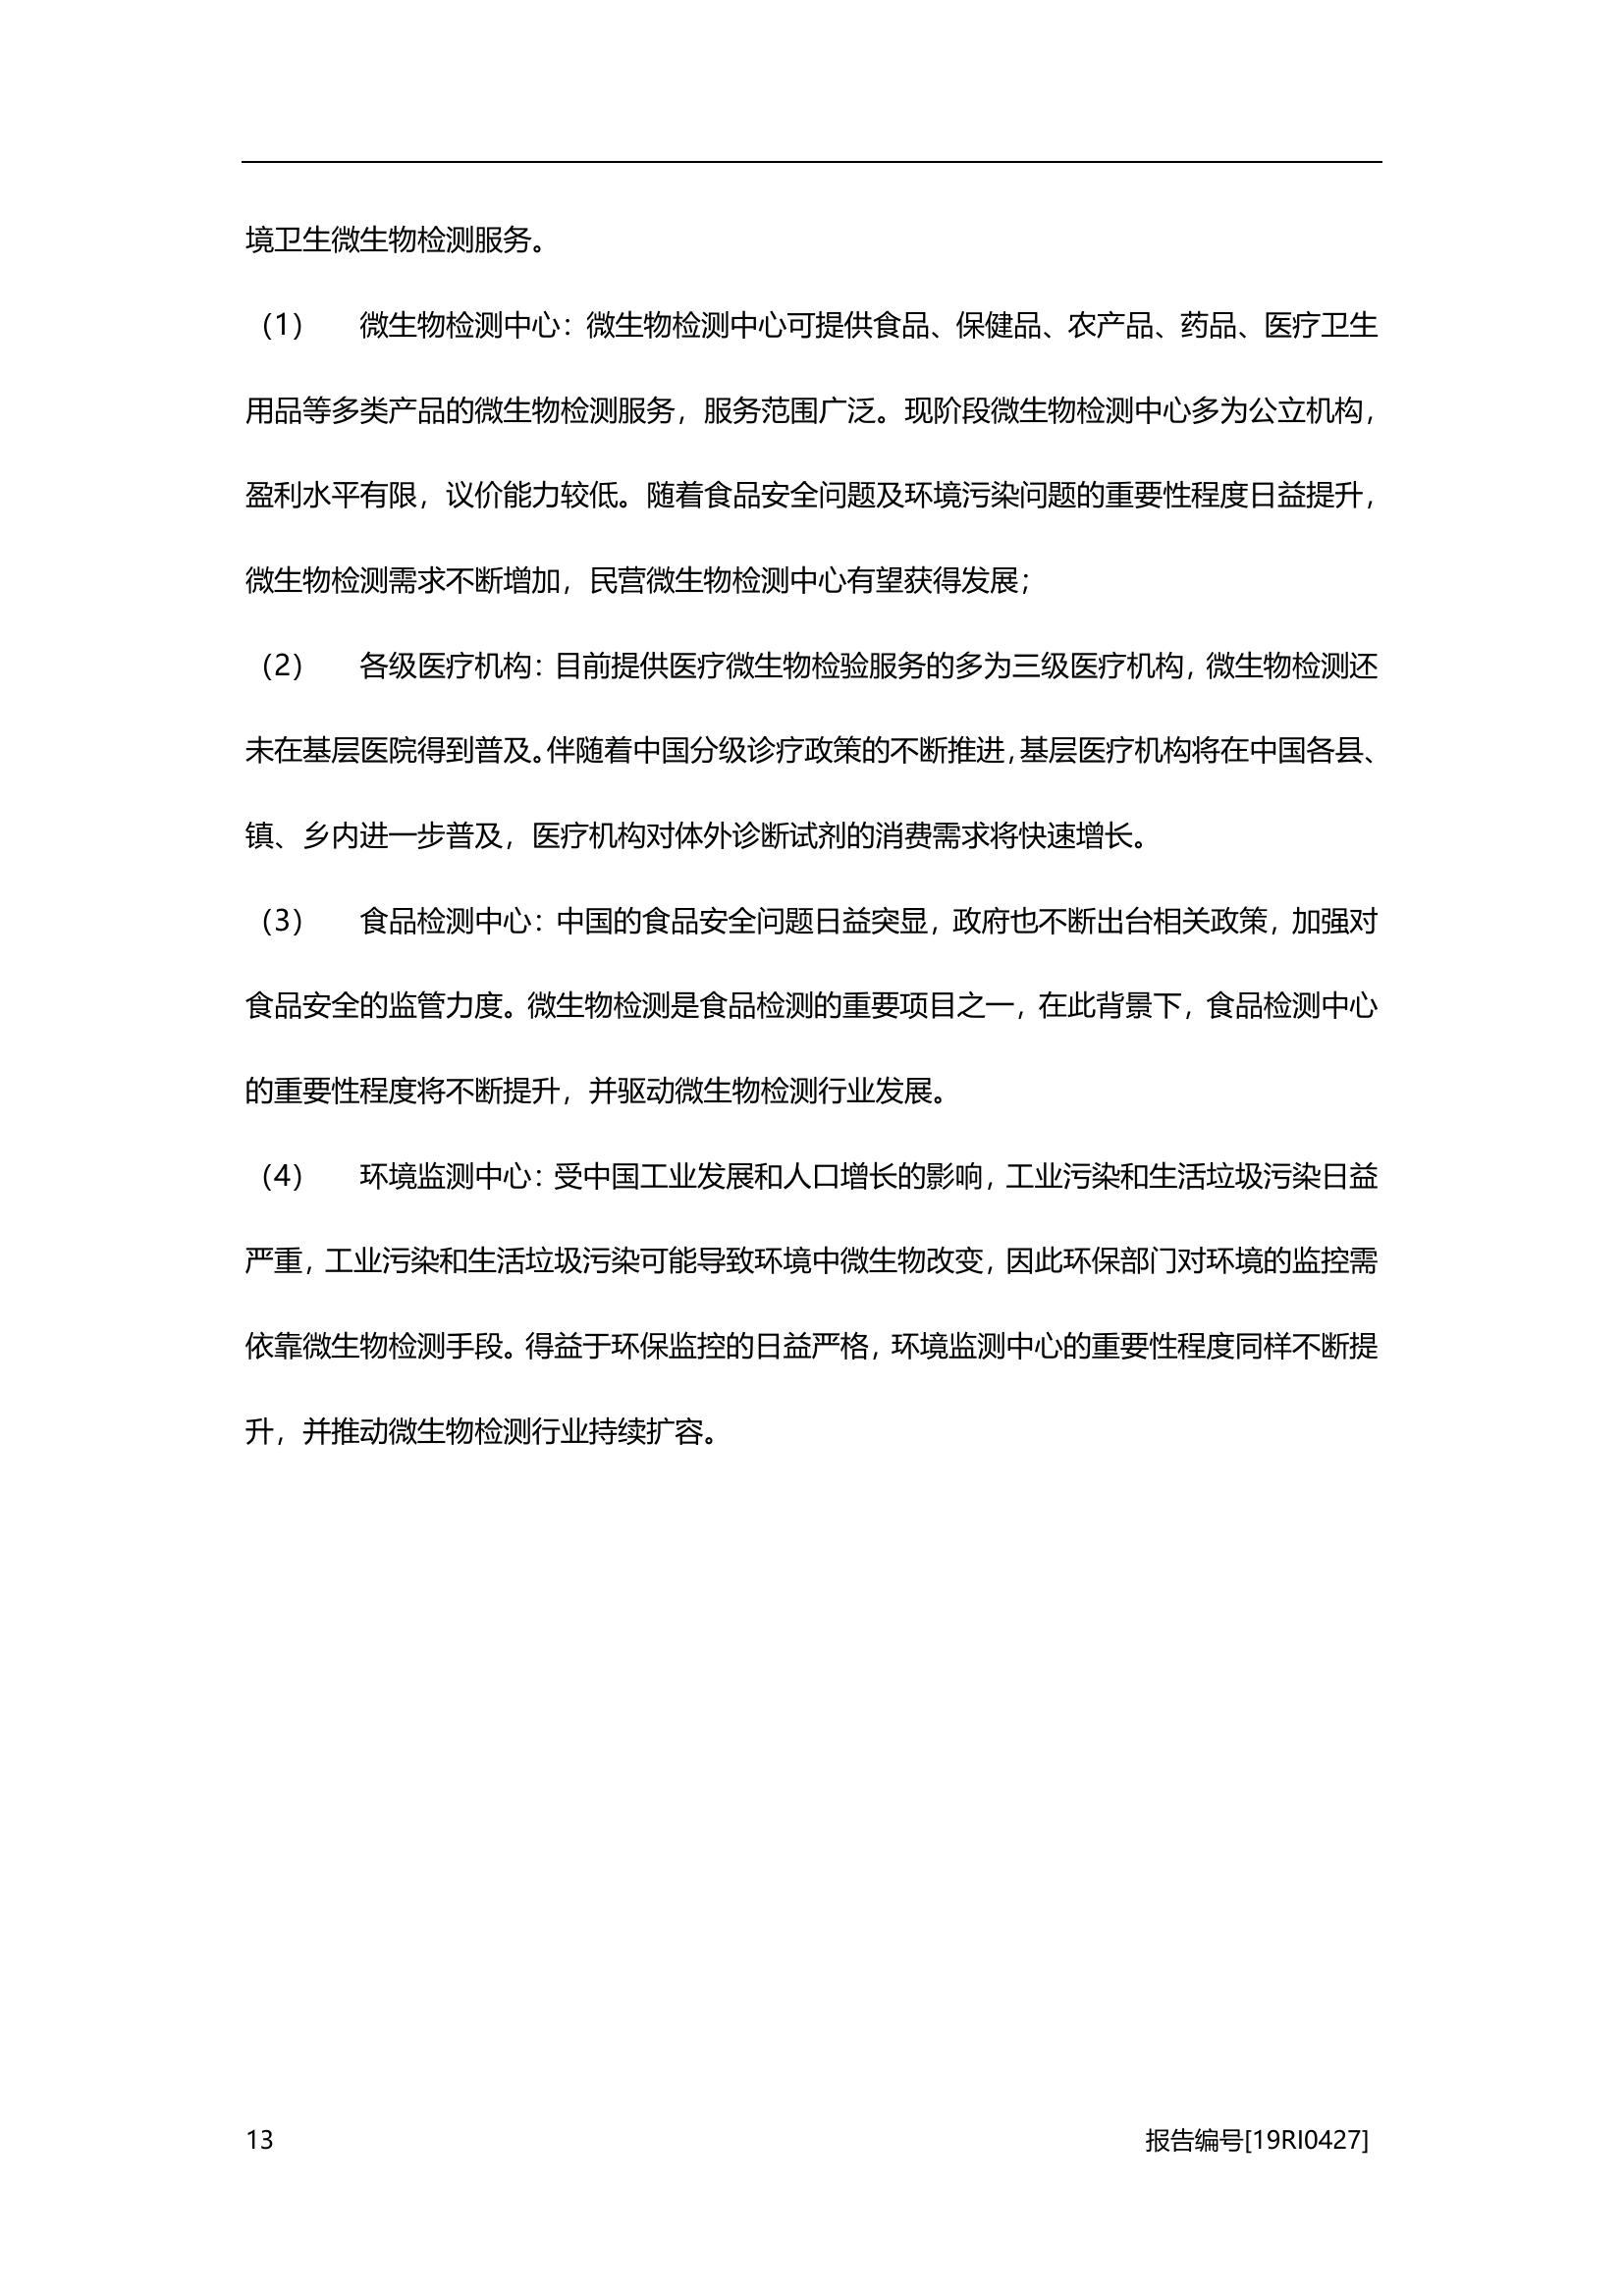 境卫生微生物检测服务。
（1） 微生物检测中心：微生物检测中心可提供食品、保健品、农产品、药品、医疗卫生
用品等多类产品的微生物检测服务，服务范围广泛。现阶段微生物检测中心多为公立机构，
盈利水平有限，议价能力较低。随着食品安全问题及环境污染问题的重要性程度日益提升，
微生物检测需求不断增加，民营微生物检测中心有望获得发展；
（2） 各级医疗机构：目前提供医疗微生物检验服务的多为三级医疗机构，微生物检测还
未在基层医院得到普及。伴随着中国分级诊疗政策的不断推进，基层医疗机构将在中国各县、
镇、乡内进一步普及，医疗机构对体外诊断试剂的消费需求将快速增长。
（3） 食品检测中心：中国的食品安全问题日益突显，政府也不断出台相关政策，加强对
食品安全的监管力度。微生物检测是食品检测的重要项目之一，在此背景下，食品检测中心
的重要性程度将不断提升，并驱动微生物检测行业发展。
（4） 环境监测中心：受中国工业发展和人口增长的影响，工业污染和生活垃圾污染日益
严重，工业污染和生活垃圾污染可能导致环境中微生物改变，因此环保部门对环境的监控需
依靠微生物检测手段。得益于环保监控的日益严格，环境监测中心的重要性程度同样不断提
升，并推动微生物检测行业持续扩容。
13 报告编号[19RI0427]